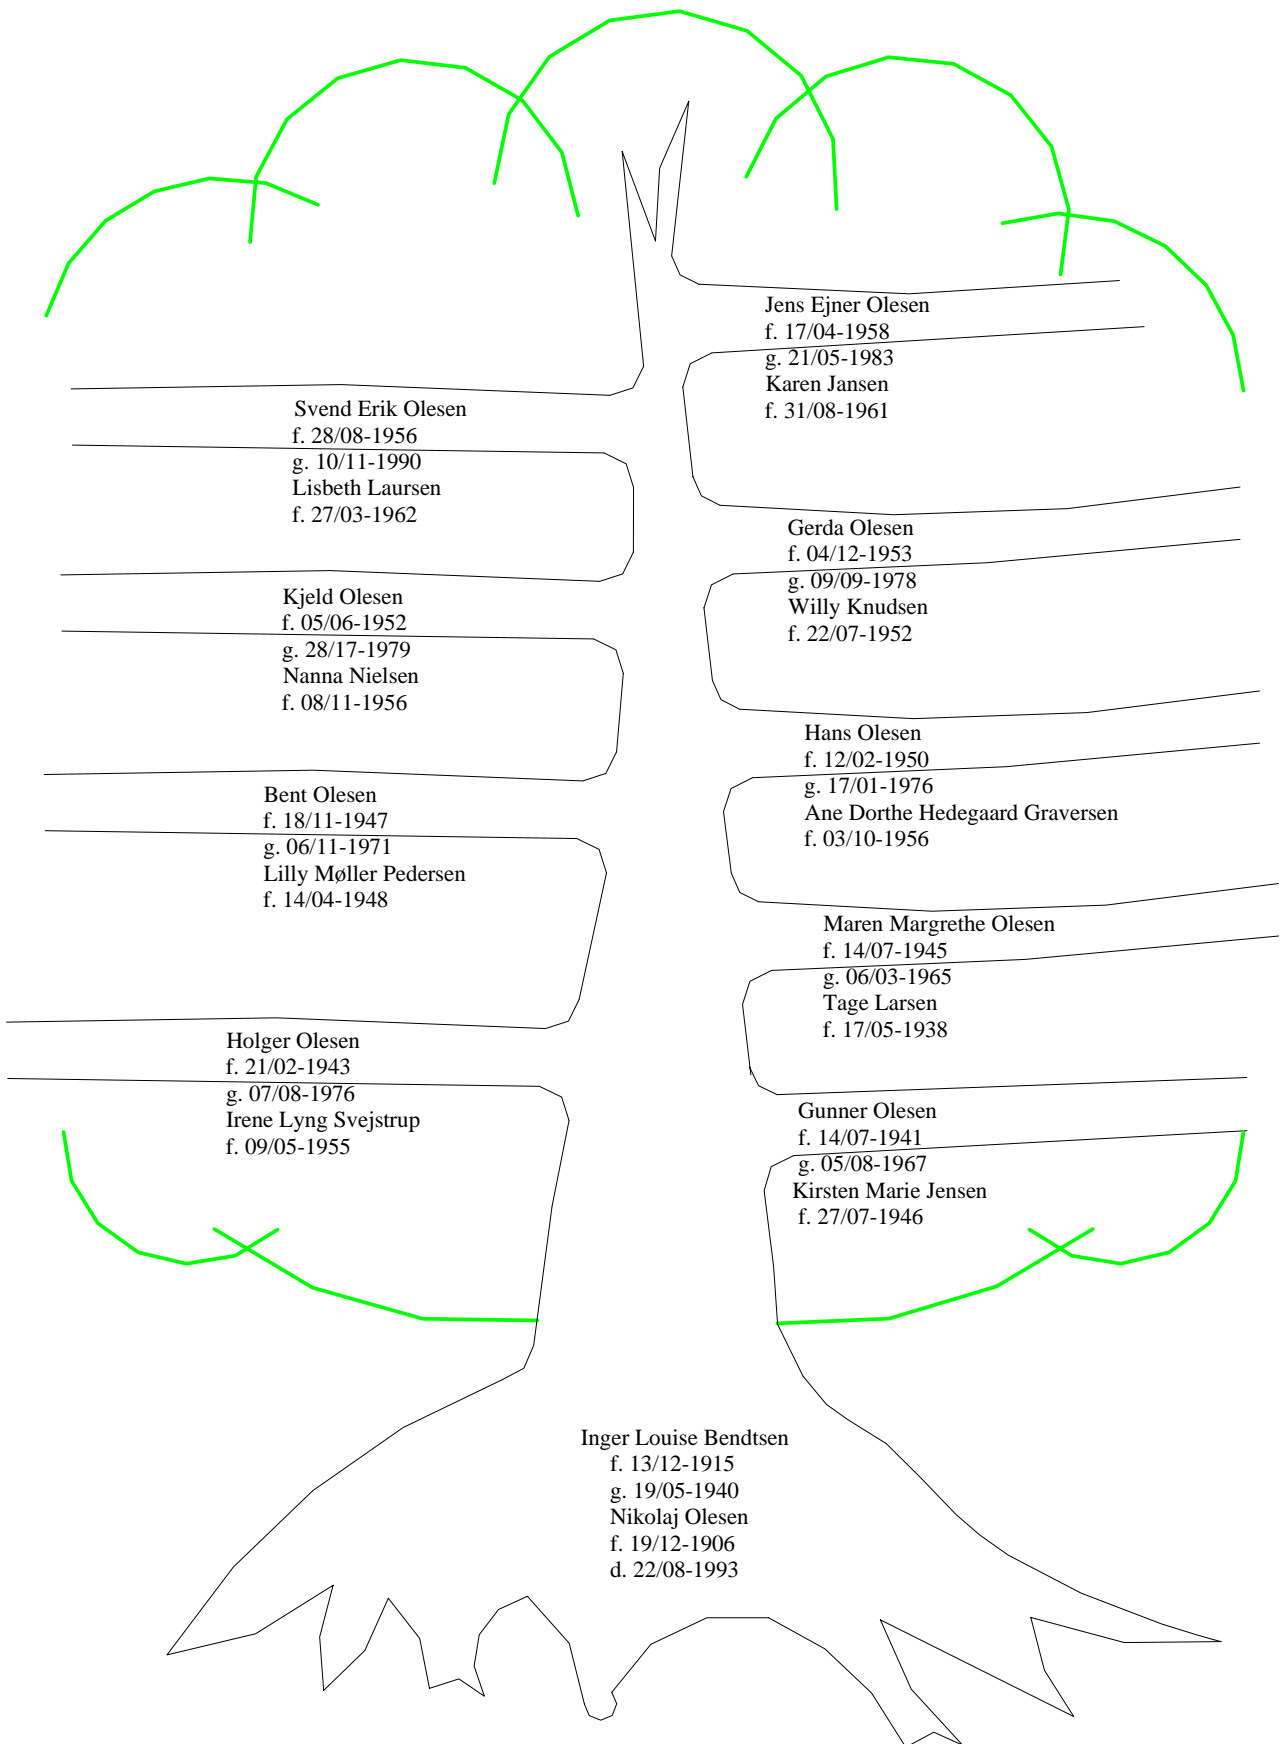 Jens Ejner Olesen
f. 17/04-1958
g. 21/05-1983
Karen Jansen
f. 31/08-1961
Svend Erik Olesen
f. 28/08-1956
g. 10/11-1990
Lisbeth Laursen
f. 27/03-1962
Gerda Olesen
f. 04/12-1953
g. 09/09-1978
Willy Knudsen
f. 22/07-1952
Kjeld Olesen
f. 05/06-1952
g. 28/17-1979
Nanna Nielsen
f. 08/11-1956
Hans Olesen
f. 12/02-1950
g. 17/01-1976
Ane Dorthe Hedegaard Graversen
f. 03/10-1956
Bent Olesen
f. 18/11-1947
g. 06/11-1971
Lilly Møller Pedersen
f. 14/04-1948
Maren Margrethe Olesen
f. 14/07-1945
g. 06/03-1965
Tage Larsen
f. 17/05-1938
Holger Olesen
f. 21/02-1943
g. 07/08-1976
Irene Lyng Svejstrup
f. 09/05-1955
Gunner Olesen
f. 14/07-1941
g. 05/08-1967
Kirsten Marie Jensen
f. 27/07-1946
Inger Louise Bendtsen
f. 13/12-1915
g. 19/05-1940
Nikolaj Olesen
f. 19/12-1906
d. 22/08-1993